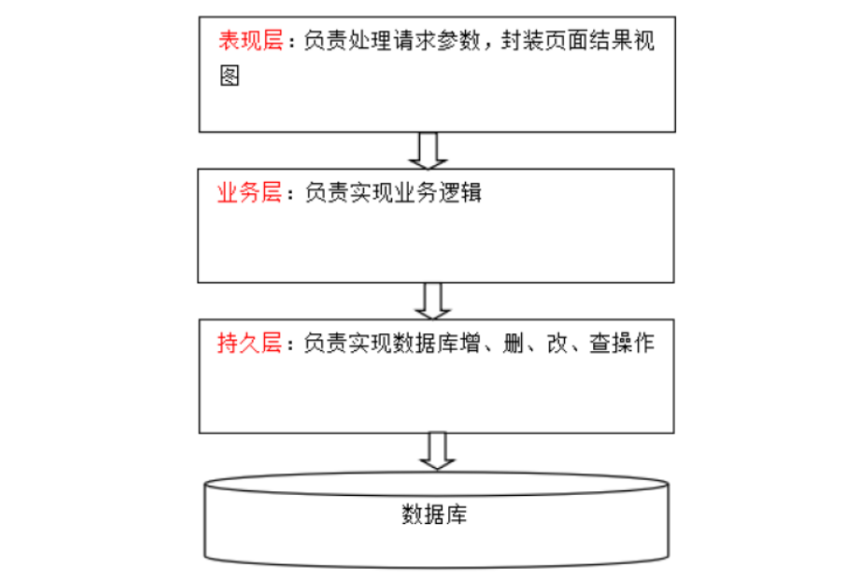 表现层：负责处理请求参数，封装页面结果视
图
业务层：负责实现业务逻辑
持久层：负责实现数据库增、删、改、查操作
数据库